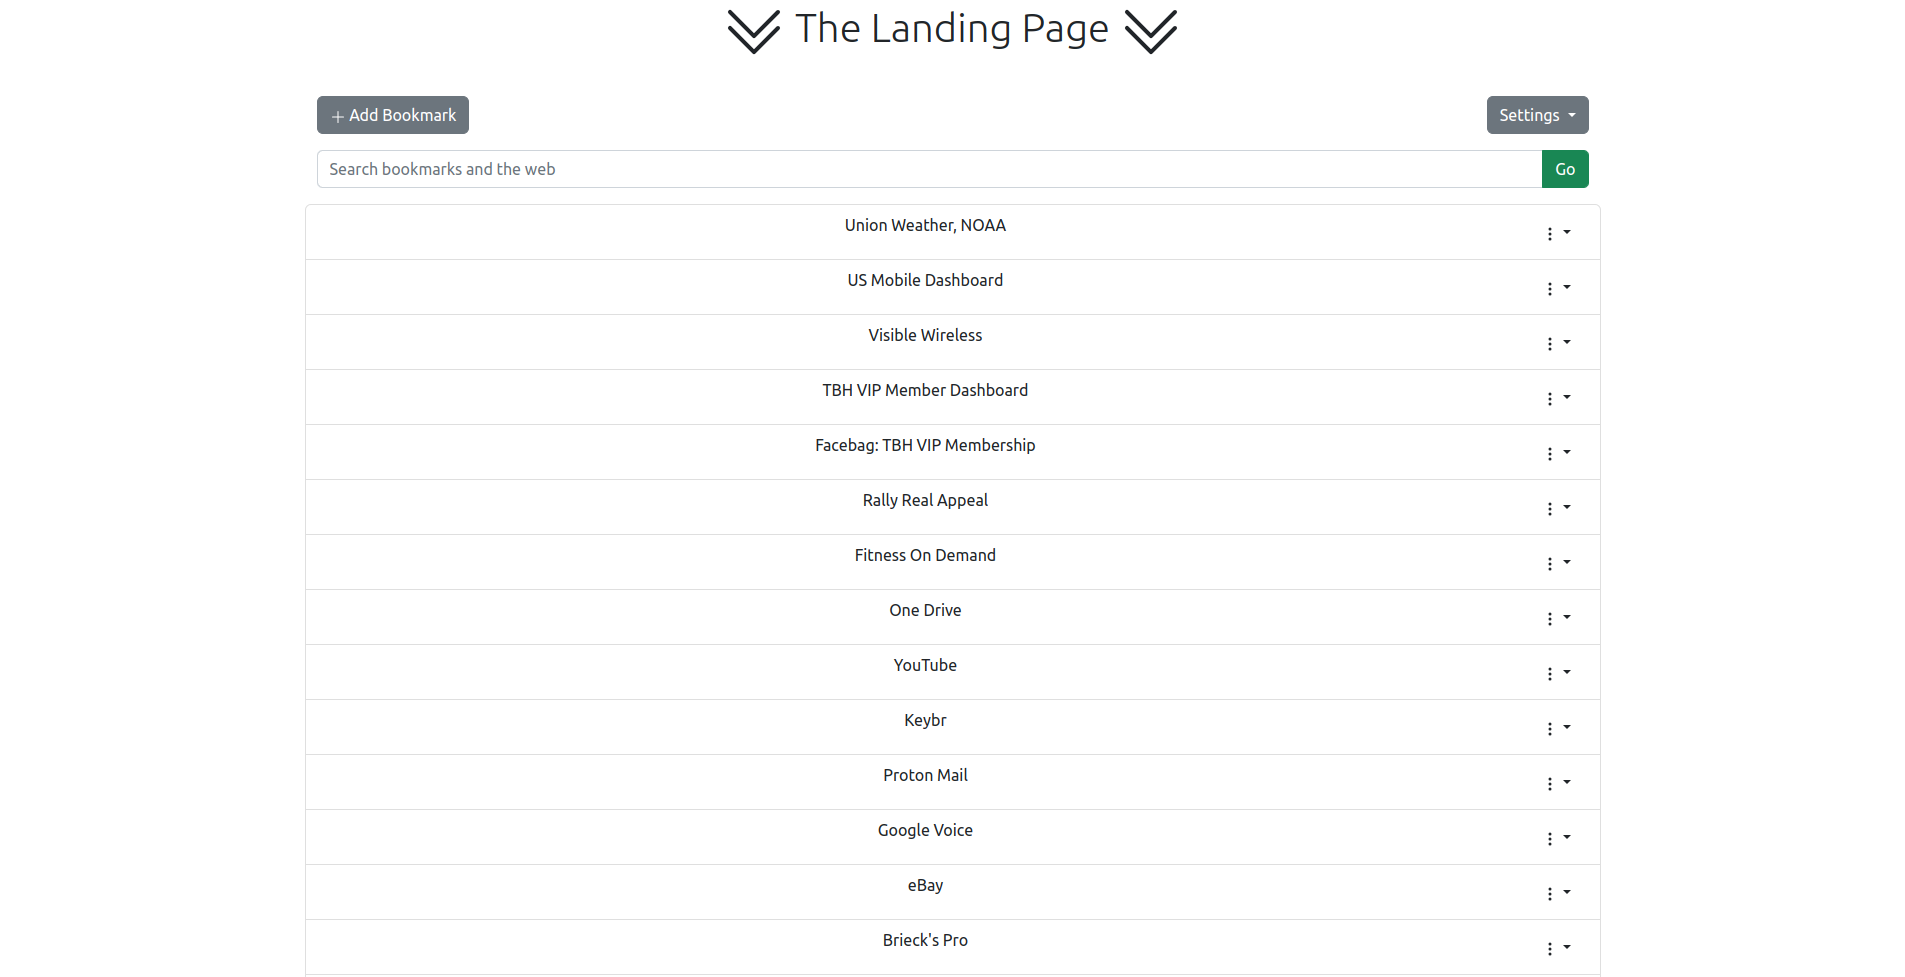 The Landing Page
Add Bookmark
Settings
Search bookmarks and the web
Go
Union Weather, NOAA
US Mobile Dashboard
Visible Wireless
TBH VIP Member Dashboard
Facebag: TBH VIP Membership
Rally Real Appeal
Fitness On Demand
One Drive
YouTube
Keybr
Proton Mail
Google Voice
eBay
Brieck's Pro